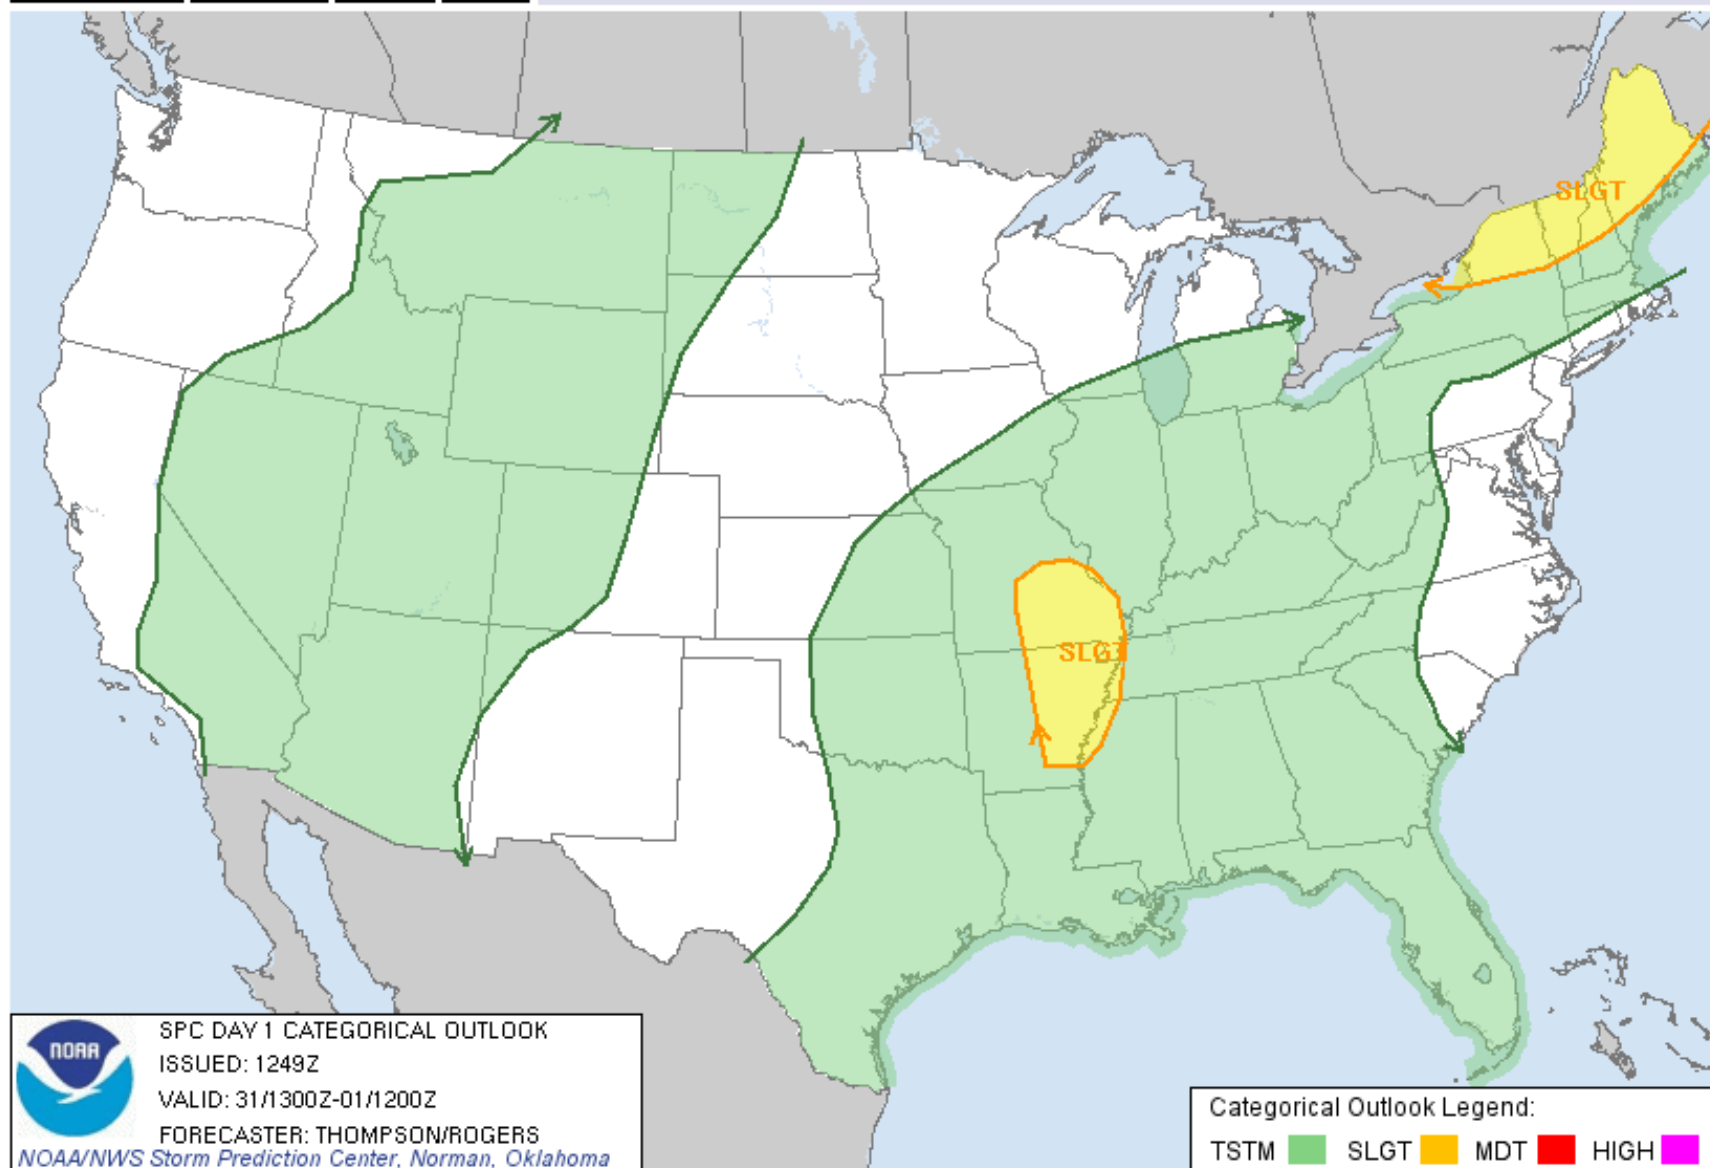 SLGT
SLGT
NOAA
SPC DAY 1 CATEGORICAL OUTLOOK
ISSUED: 1249Z
VALID: 31/1300Z-01/1200Z
FORECASTER: THOMPSON/ROGERS
NOAA/NWS Storm Prediction Center, Norman, Oklahoma
Categorical Outlook Legend:
TSTM SLGT MDT HIGH